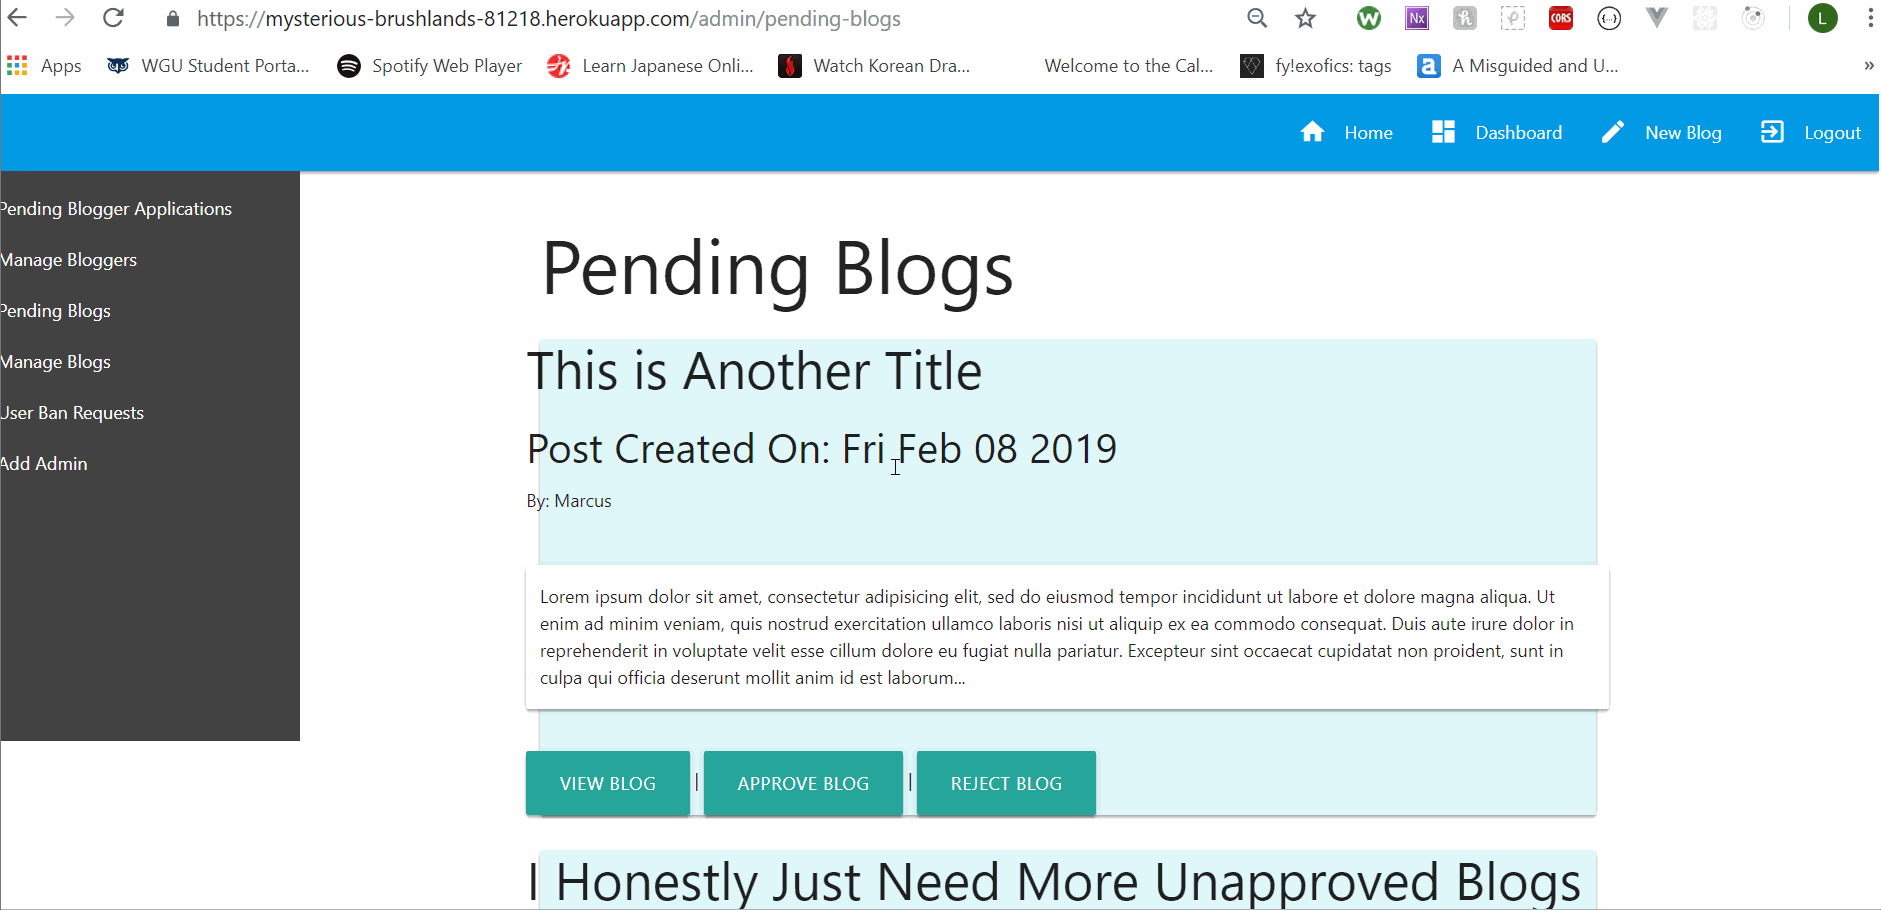 https://mysterious-brushlands-81218.herokuapp.com/admin/pending-blogs
W Nx h p CORS {···} L
Apps WGU Student Porta... Spotify Web Player Learn Japanese Onli... Watch Korean Dra... Welcome to the Cal... fy!exofics: tags a A Misguided and U... »
Home Dashboard New Blog Logout
Pending Blogger Applications
Manage Bloggers
Pending Blogs
Manage Blogs
User Ban Requests
Add Admin
Pending Blogs
This is Another Title
Post Created On: Fri Feb 08 2019
By: Marcus
Lorem ipsum dolor sit amet, consectetur adipisicing elit, sed do eiusmod tempor incididunt ut labore et dolore magna aliqua. Ut
enim ad minim veniam, quis nostrud exercitation ullamco laboris nisi ut aliquip ex ea commodo consequat. Duis aute irure dolor in
reprehenderit in voluptate velit esse cillum dolore eu fugiat nulla pariatur. Excepteur sint occaecat cupidatat non proident, sunt in
culpa qui officia deserunt mollit anim id est laborum...
VIEW BLOG | APPROVE BLOG | REJECT BLOG
I Honestly Just Need More Unapproved Blogs